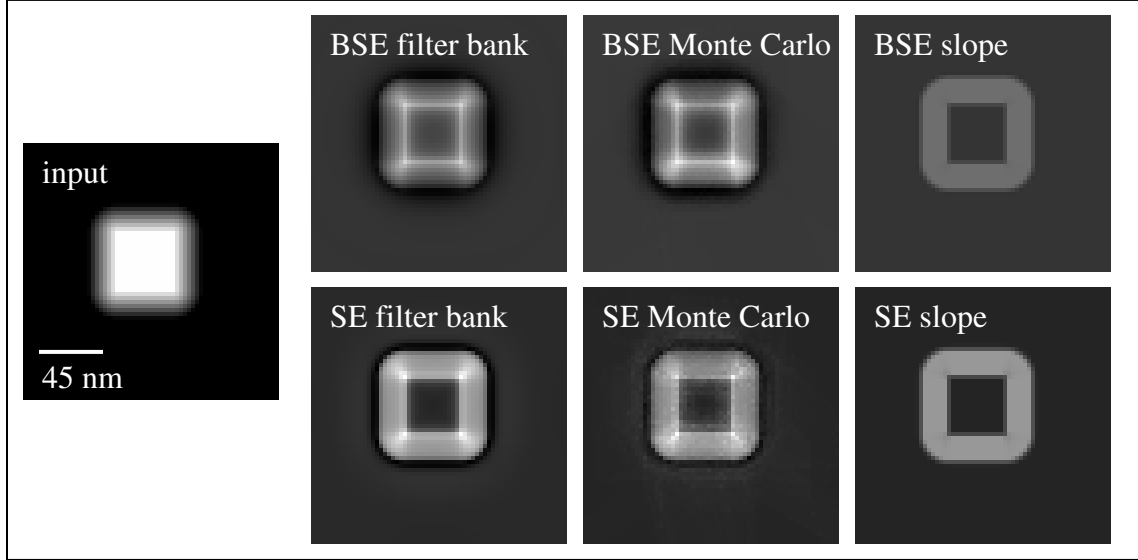 BSE filter bank
BSE Monte Carlo
BSE slope
input
45 nm
SE filter bank
SE Monte Carlo
SE slope